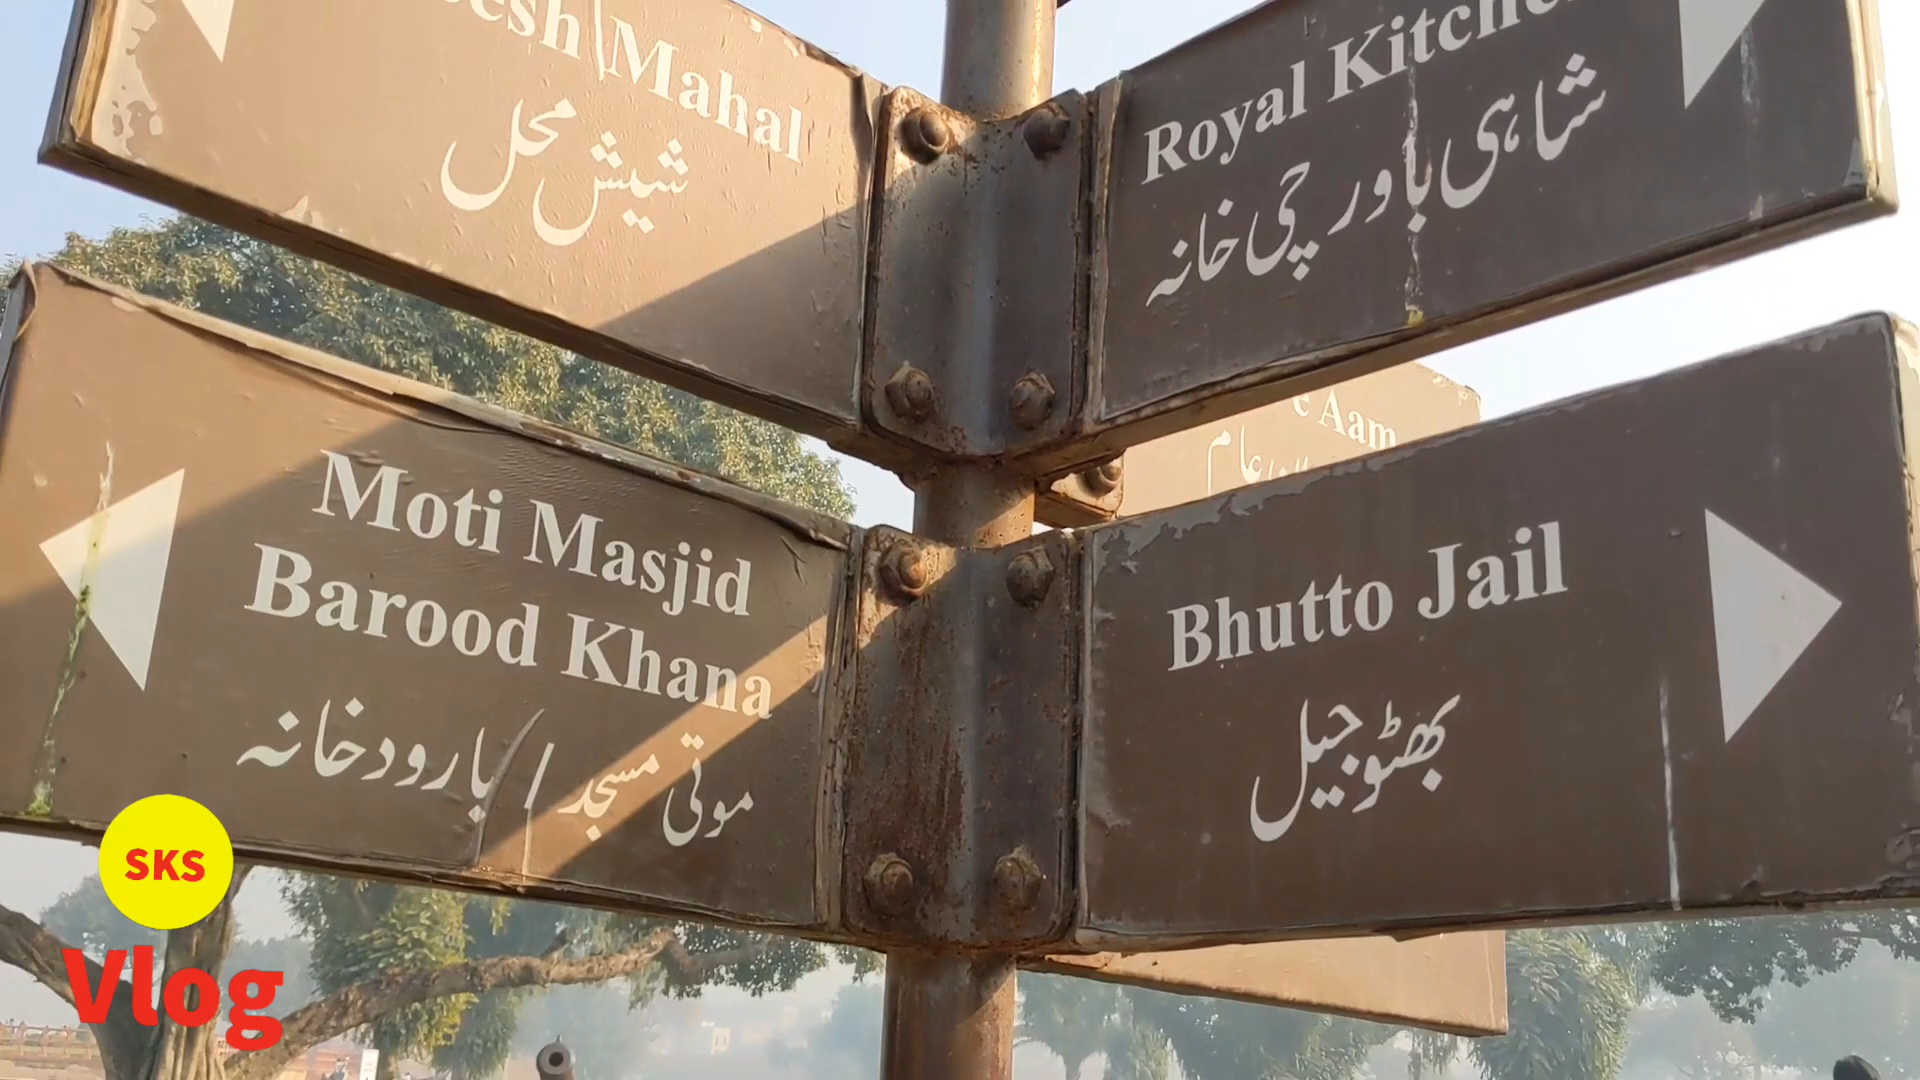 Mahal
شیش محل
Royal
شاہی باورچی خانہ
Aam
عام
Moti Masjid
Barood Khana
موتی مسجد / بارود خانہ
Bhutto Jail
بھٹو جیل
SKS
Vlog